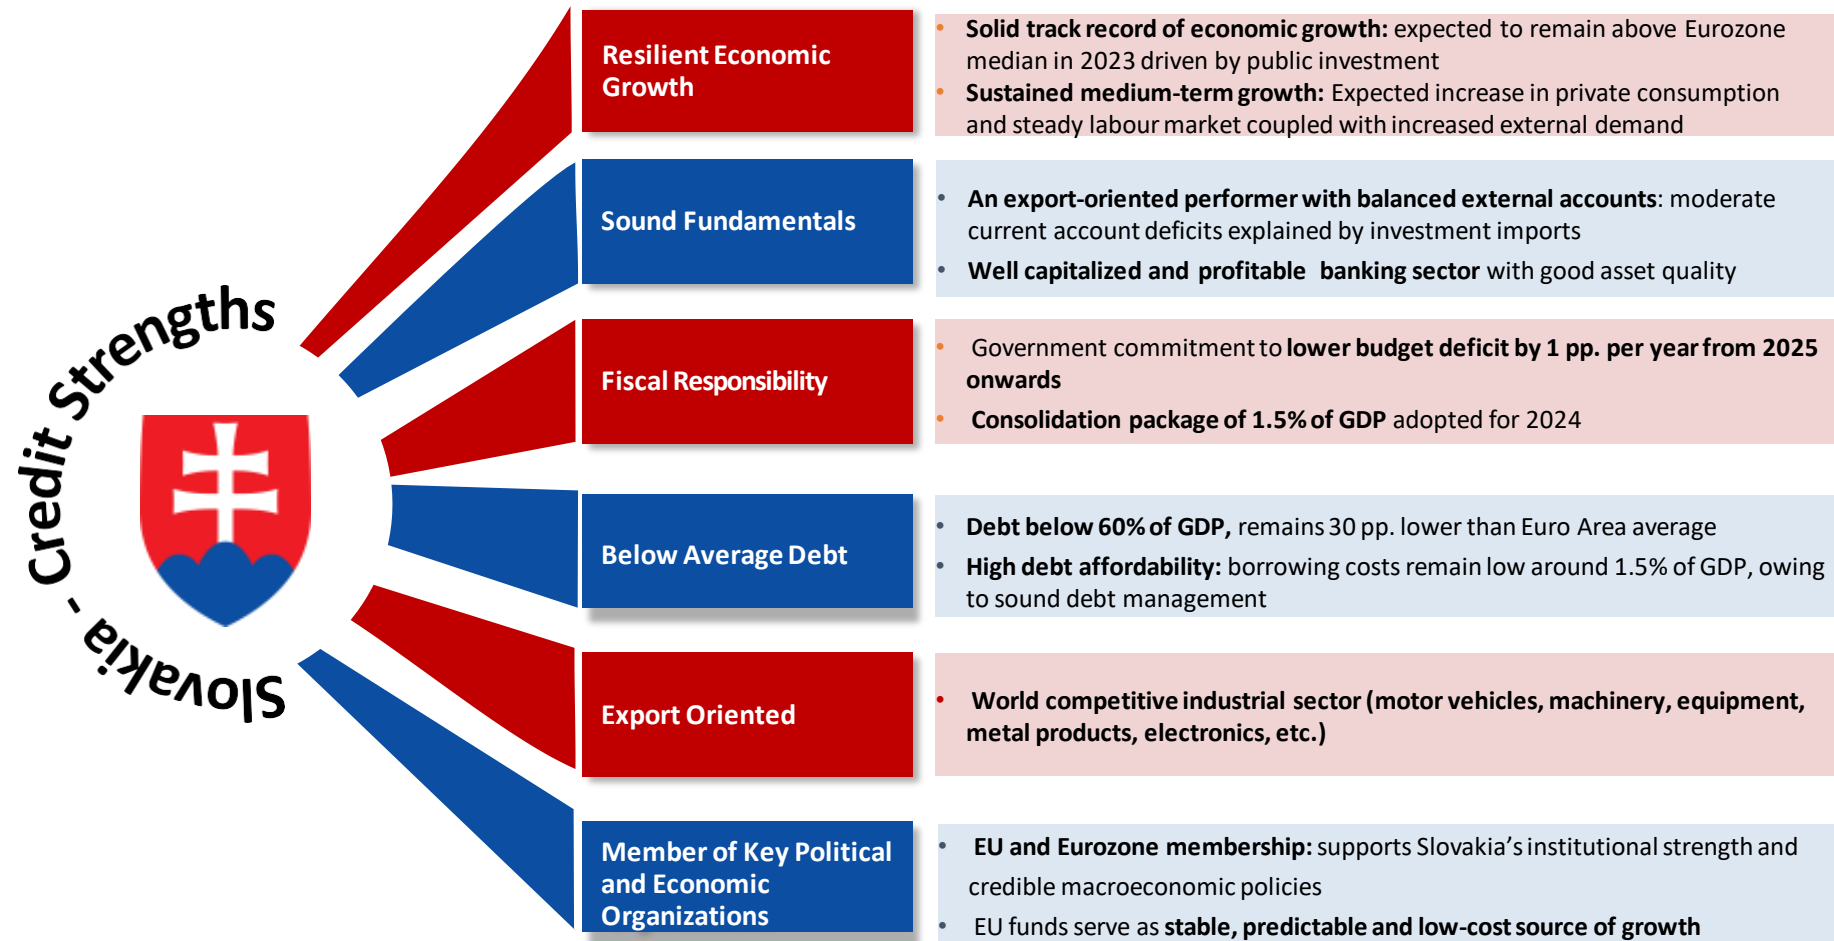 Slovakia - Credit Strengths
Resilient Economic
Growth
• Solid track record of economic growth: expected to remain above Eurozone
median in 2023 driven by public investment
• Sustained medium-term growth: Expected increase in private consumption
and steady labour market coupled with increased external demand
Sound Fundamentals
• An export-oriented performer with balanced external accounts: moderate
current account deficits explained by investment imports
• Well capitalized and profitable banking sector with good asset quality
Fiscal Responsibility
• Government commitment to lower budget deficit by 1 pp. per year from 2025
onwards
• Consolidation package of 1.5% of GDP adopted for 2024
Below Average Debt
• Debt below 60% of GDP, remains 30 pp. lower than Euro Area average
• High debt affordability: borrowing costs remain low around 1.5% of GDP, owing
to sound debt management
Export Oriented
• World competitive industrial sector (motor vehicles, machinery, equipment,
metal products, electronics, etc.)
Member of Key Political
and Economic
Organizations
• EU and Eurozone membership: supports Slovakia's institutional strength and
credible macroeconomic policies
• EU funds serve as stable, predictable and low-cost source of growth